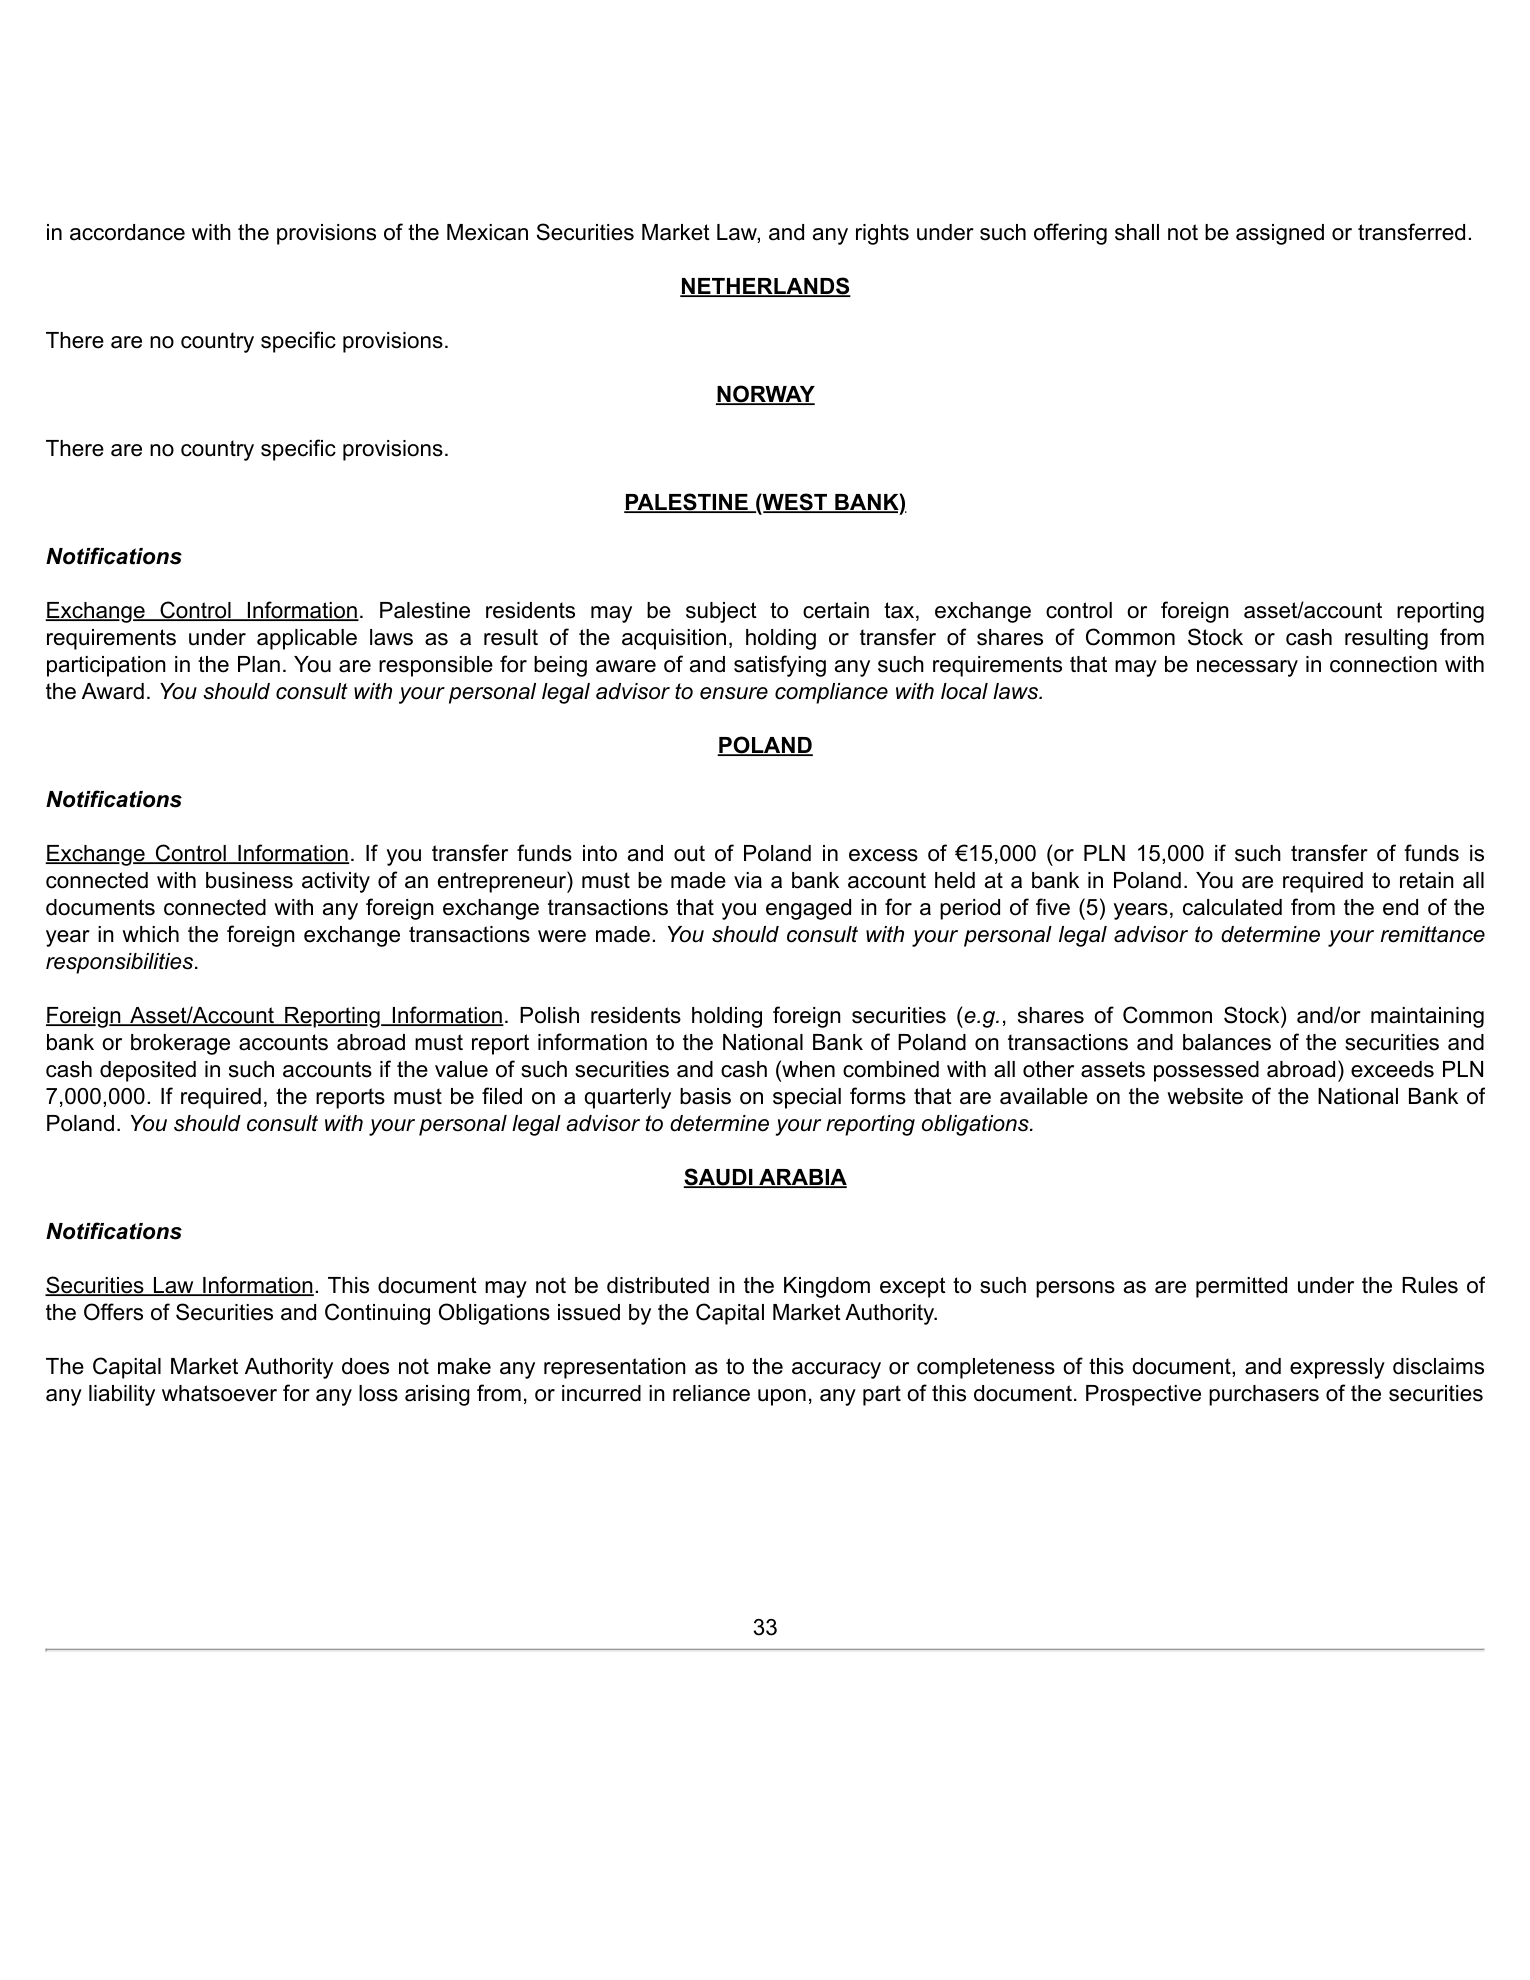 in accordance with the provisions of the Mexican Securities Market Law, and any rights under such offering shall not be assigned or transferred.
NETHERLANDS
There are no country specific provisions.
NORWAY
There are no country specific provisions.
PALESTINE (WEST BANK)
Notifications
Exchange Control Information. Palestine residents may be subject to certain tax, exchange control or foreign asset/account reporting
requirements under applicable laws as a result of the acquisition, holding or transfer of shares of Common Stock or cash resulting from
participation in the Plan. You are responsible for being aware of and satisfying any such requirements that may be necessary in connection with
the Award. You should consult with your personal legal advisor to ensure compliance with local laws.
POLAND
Notifications
Exchange Control Information. If you transfer funds into and out of Poland in excess of €15,000 (or PLN 15,000 if such transfer of funds is
connected with business activity of an entrepreneur) must be made via a bank account held at a bank in Poland. You are required to retain all
documents connected with any foreign exchange transactions that you engaged in for a period of five (5) years, calculated from the end of the
year in which the foreign exchange transactions were made. You should consult with your personal legal advisor to determine your remittance
responsibilities.
Foreign Asset/Account Reporting Information. Polish residents holding foreign securities (e.g., shares of Common Stock) and/or maintaining
bank or brokerage accounts abroad must report information to the National Bank of Poland on transactions and balances of the securities and
cash deposited in such accounts if the value of such securities and cash (when combined with all other assets possessed abroad) exceeds PLN
7,000,000. If required, the reports must be filed on a quarterly basis on special forms that are available on the website of the National Bank of
Poland. You should consult with your personal legal advisor to determine your reporting obligations.
SAUDI ARABIA
Notifications
Securities Law Information. This document may not be distributed in the Kingdom except to such persons as are permitted under the Rules of
the Offers of Securities and Continuing Obligations issued by the Capital Market Authority.
The Capital Market Authority does not make any representation as to the accuracy or completeness of this document, and expressly disclaims
any liability whatsoever for any loss arising from, or incurred in reliance upon, any part of this document. Prospective purchasers of the securities
33